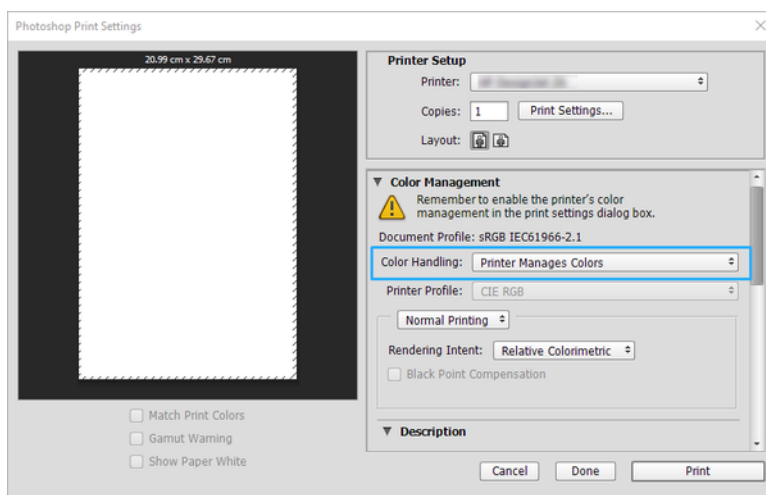 Photoshop Print Settings
20.99 cm x 29.67 cm
Match Print Colors
Gamut Warning
Show Paper White
Printer Setup
Printer:
Copies: 1 Print Settings...
Layout:
Color Management
Remember to enable the printer's color
management in the print settings dialog box.
Document Profile: sRGB IEC61966-2.1
Color Handling: Printer Manages Colors
Printer Profile: CIE RGB
Normal Printing
Rendering Intent: Relative Colorimetric
Black Point Compensation
Description
Cancel Done Print